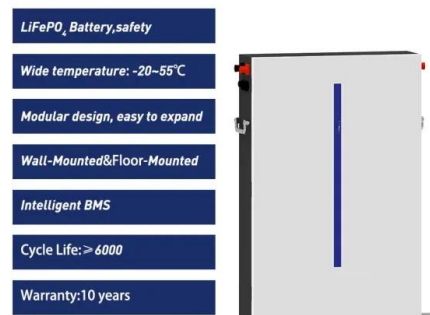 LiFePO₄ Battery,safety
Wide temperature: -20~55℃
Modular design, easy to expand
Wall-Mounted&Floor-Mounted
Intelligent BMS
Cycle Life:≥6000
Warranty:10 years